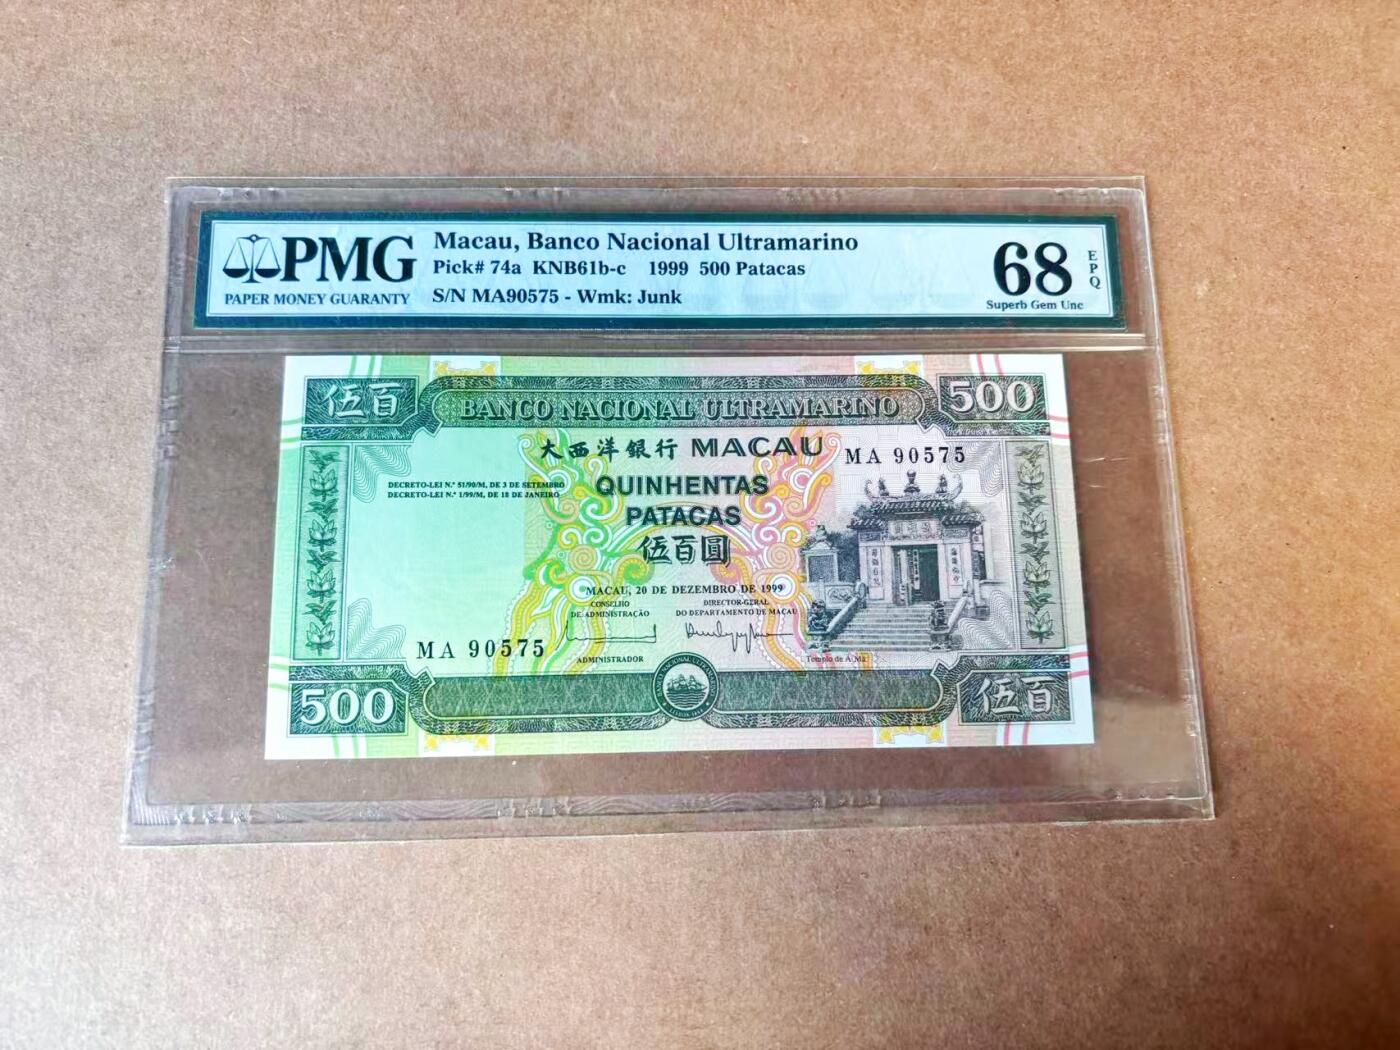 PMG
PAPER MONEY GUARANTY
Macau, Banco Nacional Ultramarino
Pick# 74a KNB61b-c 1999 500 Patacas
S/N MA90575 - Wmk: Junk
68
EPQ
Superb Gem Unc
伍百
BANCO NACIONAL ULTRAMARINO
500
大西洋銀行 MACAU
MA 90575
DECRETO-LEI N.º 51/90/M, DE 3 DE SETEMBRO
DECRETO-LEI N.º 1/99/M, DE 18 DE JANEIRO
QUINHENTAS
PATACAS
伍百圓
MACAU, 20 DE DEZEMBRO DE 1999
CONSELHO
DE ADMINISTRAÇÃO
DIRECTOR-GERAL
DO DEPARTAMENTO DE MACAU
MA 90575
ADMINISTRADOR
Templo de A Má
500
伍百